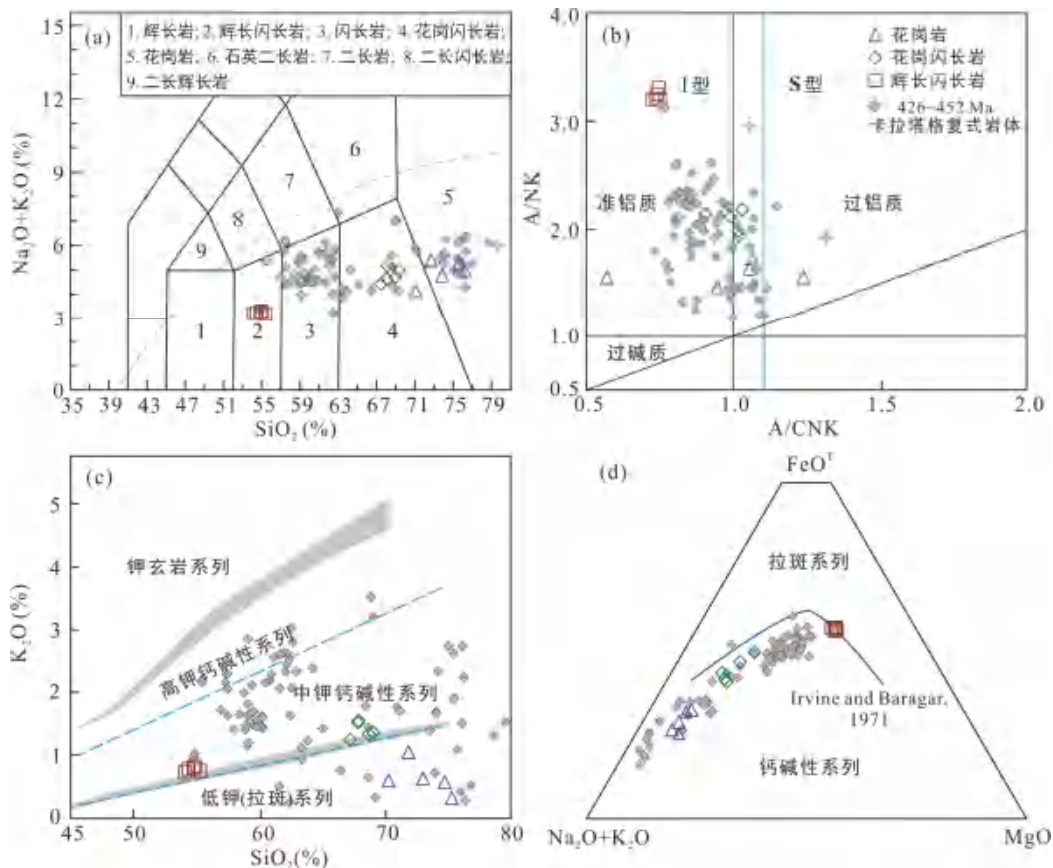 (a)
1. 辉长岩; 2. 辉长闪长岩; 3. 闪长岩; 4. 花岗闪长岩;
5. 花岗岩; 6. 石英二长岩; 7. 二长岩; 8. 二长闪长岩;
9. 二长辉长岩
Na₂O+K₂O(%)
15
12
9
6
3
0
6
7
5
8
9
1
2
3
4
35 39 43 47 51 55 59 63 67 71 75 79
SiO₂(%)
(b)
A/NK
4.0
3.0
2.0
1.0
0.5
I型
S型
花岗岩
花岗闪长岩
辉长闪长岩
426~452 Ma
卡拉塔格复式岩体
准铝质
过铝质
过碱质
0.5 1.0 1.5 2.0
A/CNK
(c)
K₂O(%)
5
4
3
2
1
0
钾玄岩系列
高钾钙碱性系列
中钾钙碱性系列
低钾(拉斑)系列
45 50 60 70 80
SiO₂(%)
(d)
FeOᵀ
拉斑系列
Irvine and Baragar,
1971
钙碱性系列
Na₂O+K₂O
MgO